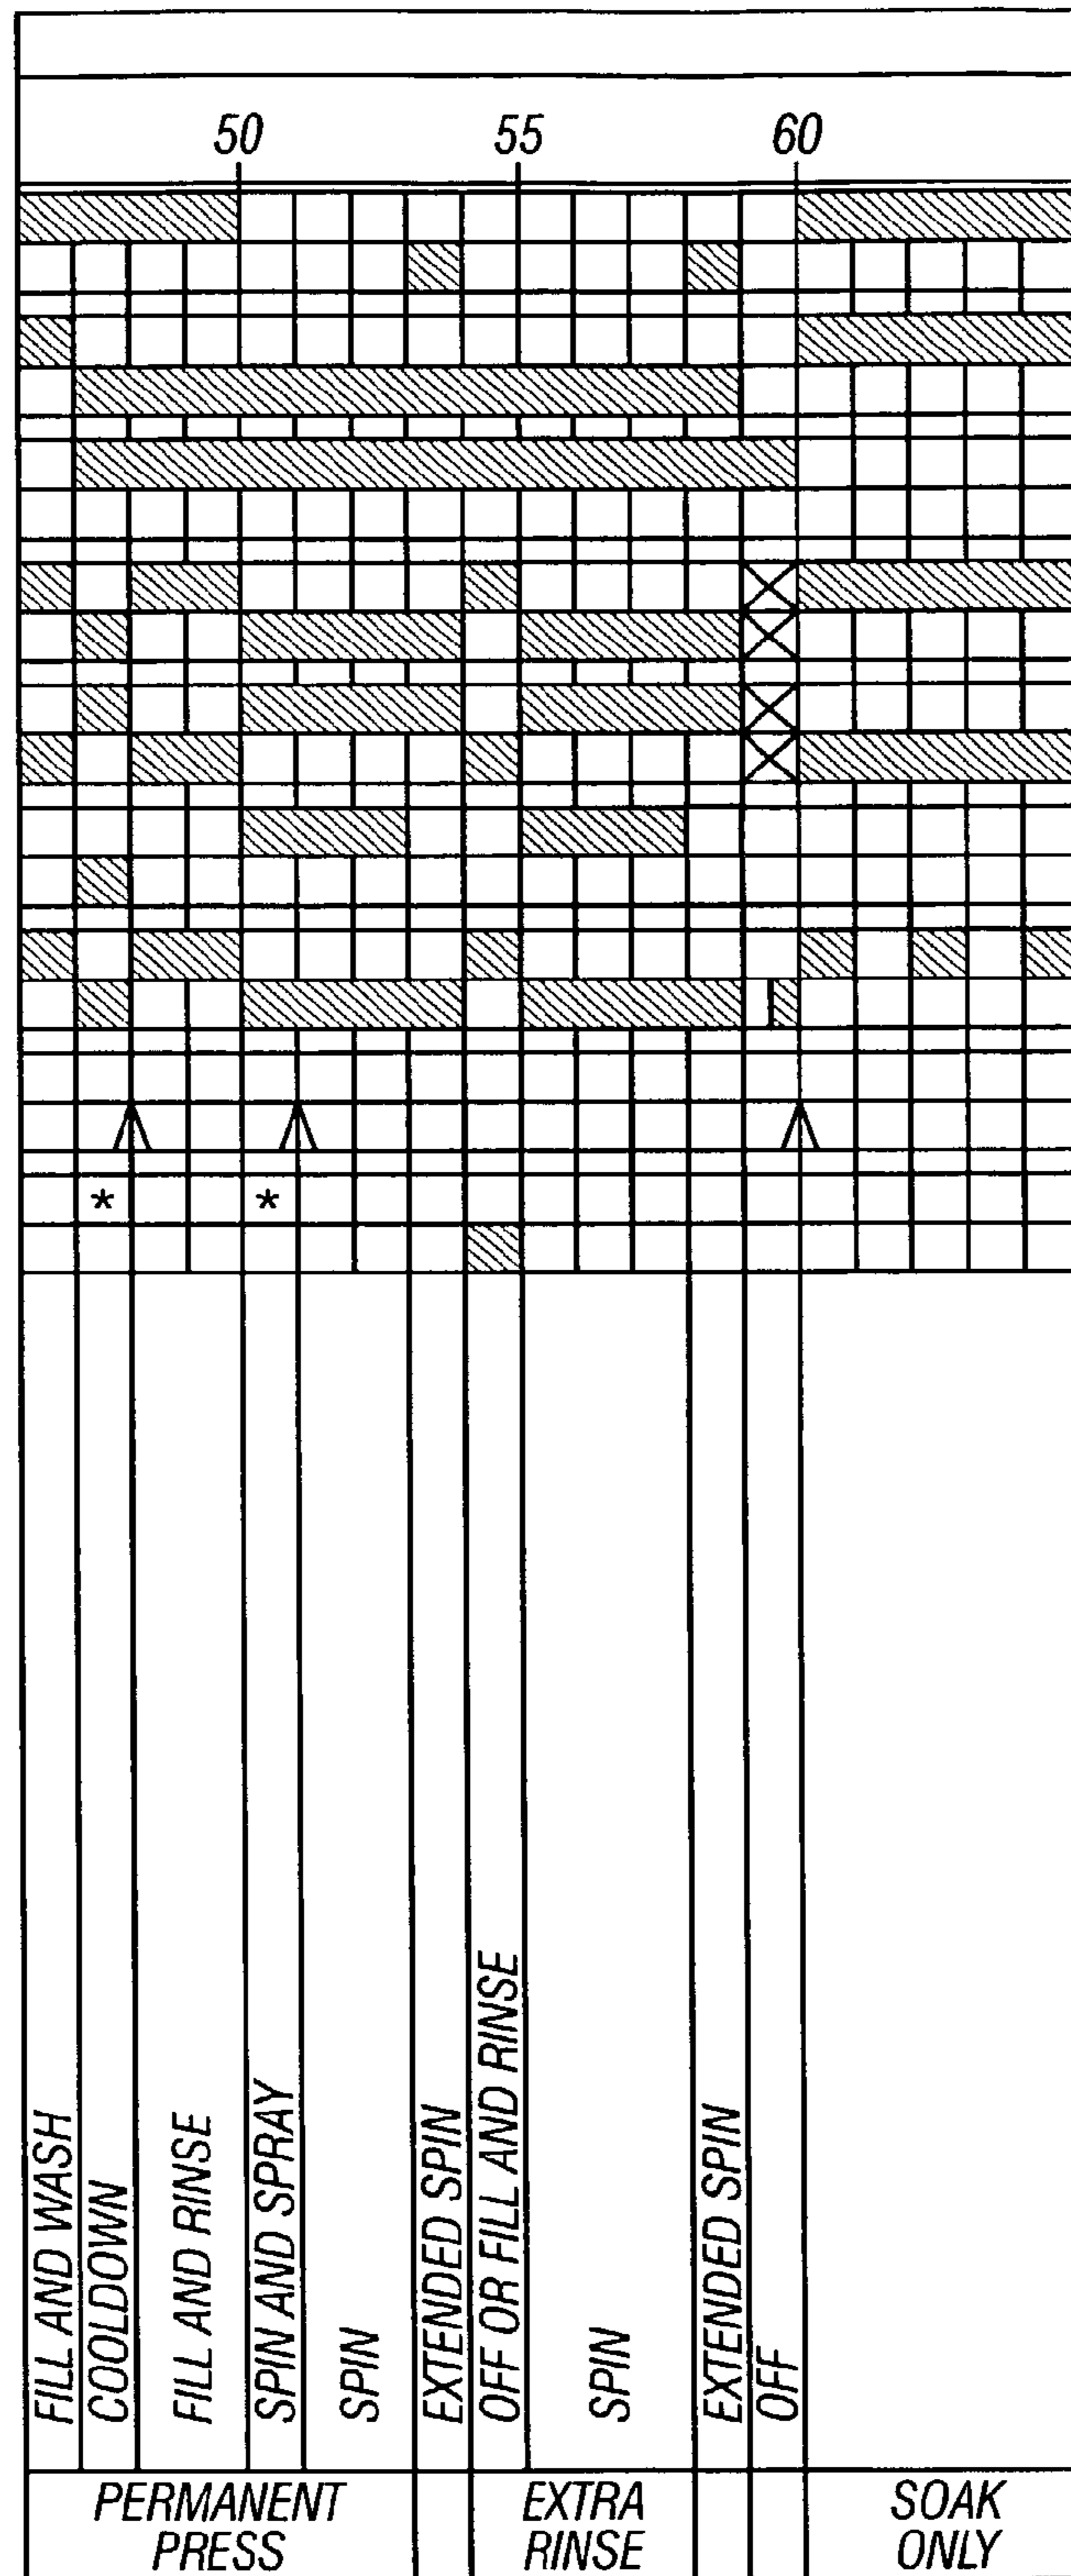 50 55 60
* *
FILL AND WASH
COOLDOWN
FILL AND RINSE
SPIN AND SPRAY
SPIN
EXTENDED SPIN
OFF OR FILL AND RINSE
SPIN
EXTENDED SPIN
OFF
PERMANENT
PRESS
EXTRA
RINSE
SOAK
ONLY